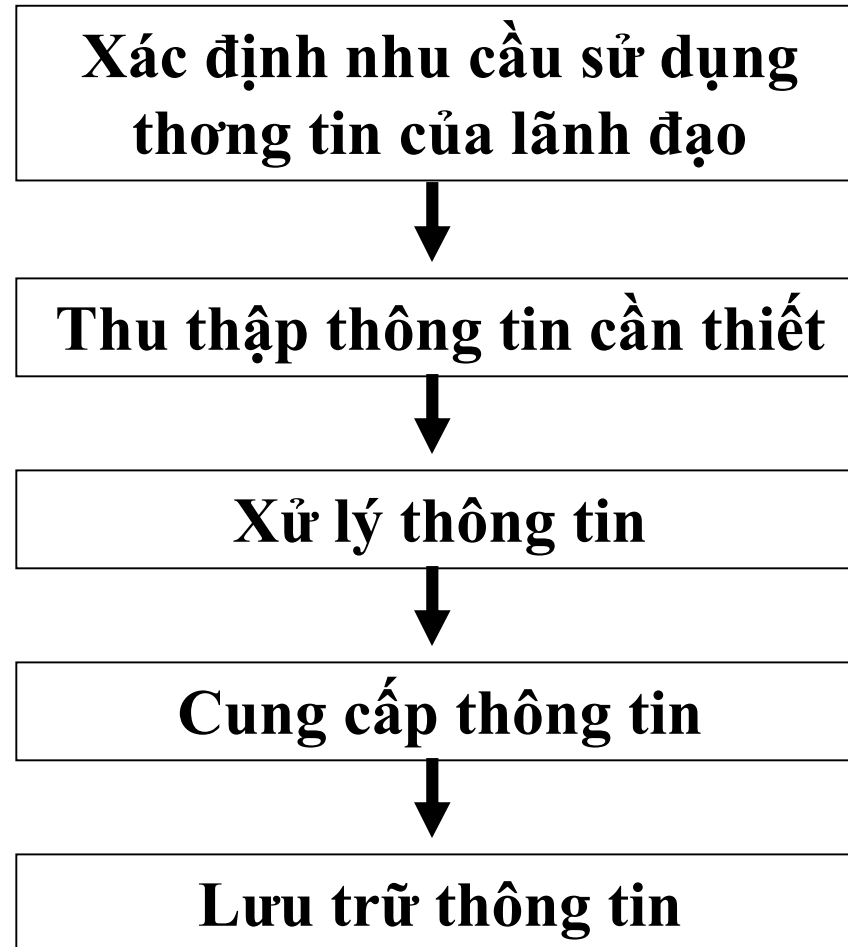 Xác định nhu cầu sử dụng
thơng tin của lãnh đạo
Thu thập thông tin cần thiết
Xử lý thông tin
Cung cấp thông tin
Lưu trữ thông tin